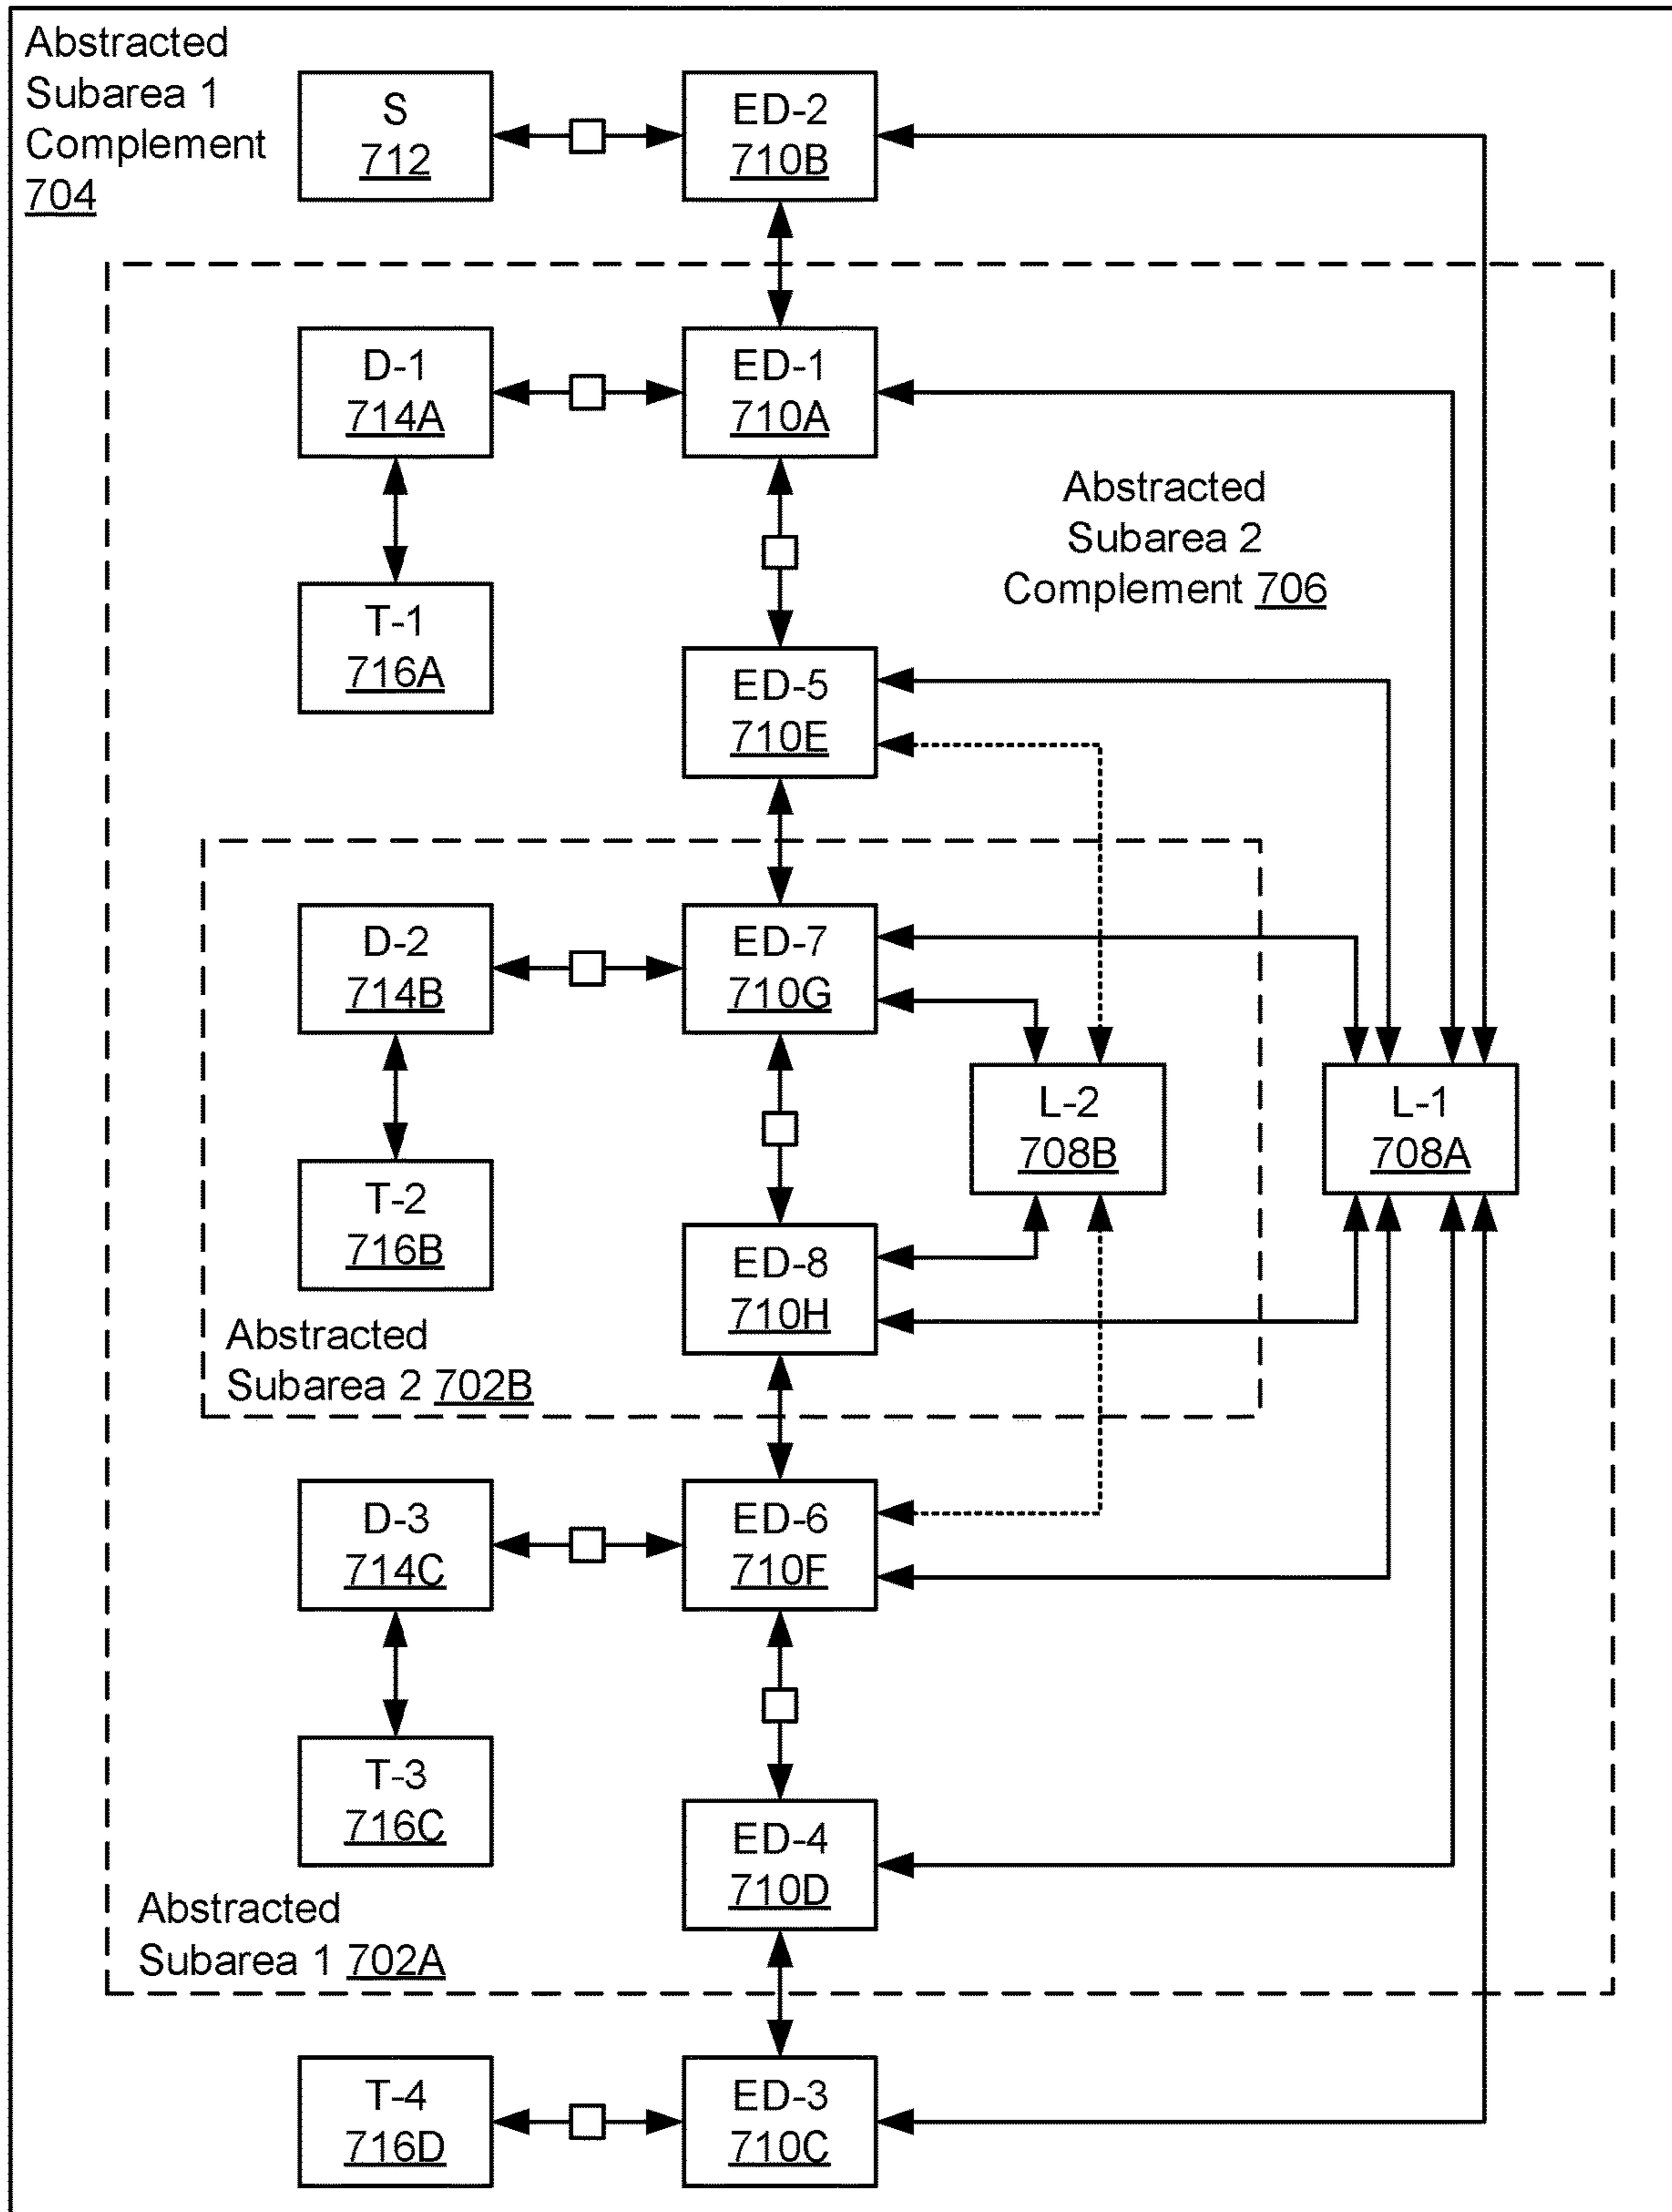 Abstracted
Subarea 1
Complement
704
S
712
ED-2
710B
D-1
714A
ED-1
710A
Abstracted
Subarea 2
Complement 706
T-1
716A
ED-5
710E
D-2
714B
ED-7
710G
L-2
708B
L-1
708A
T-2
716B
ED-8
710H
Abstracted
Subarea 2 702B
D-3
714C
ED-6
710F
T-3
716C
ED-4
710D
Abstracted
Subarea 1 702A
T-4
716D
ED-3
710C